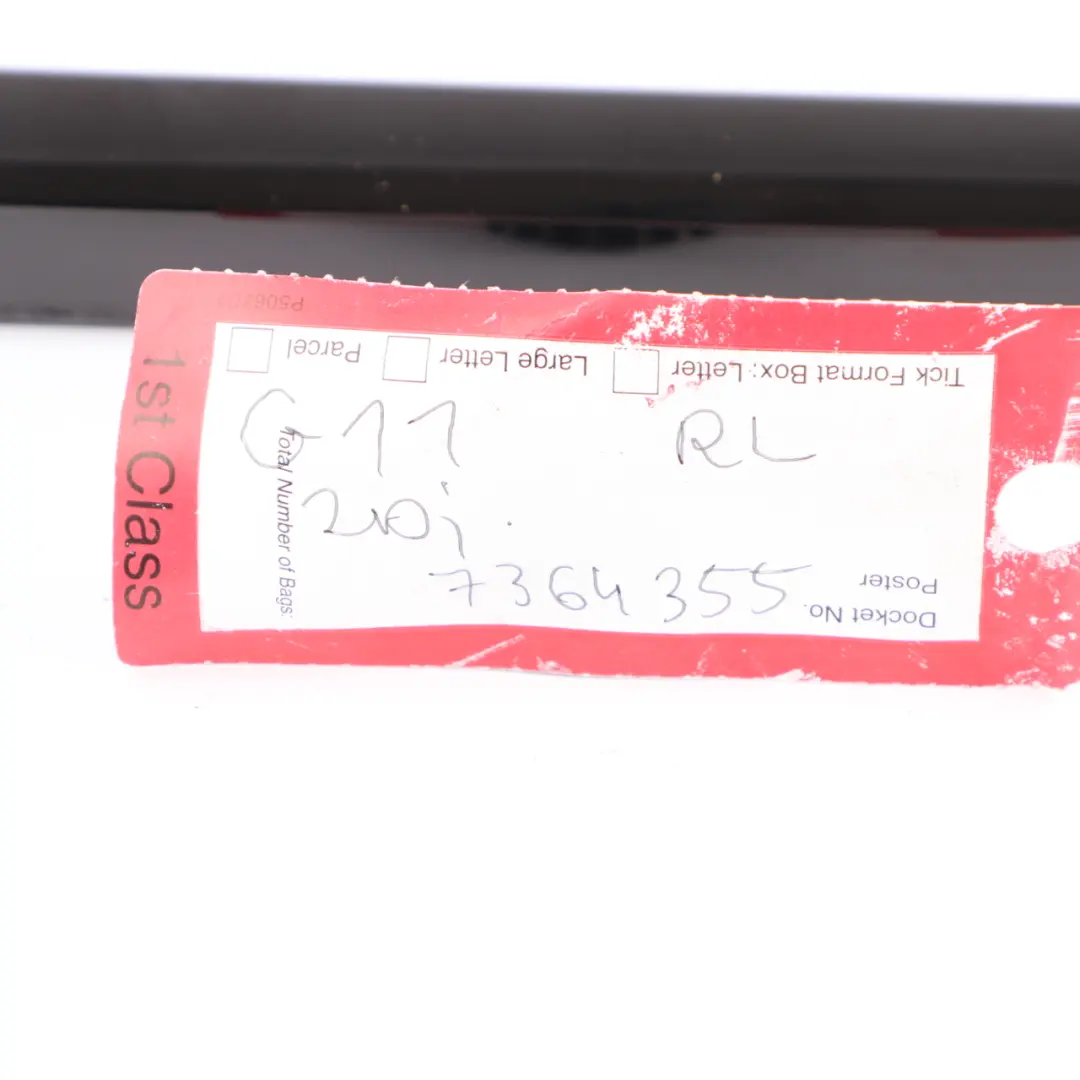 G11 RL
20i.
7364355
1st Class
Total Number of Bags:
Tick Format Box: Letter Large Letter Parcel
Poster
Docket No.